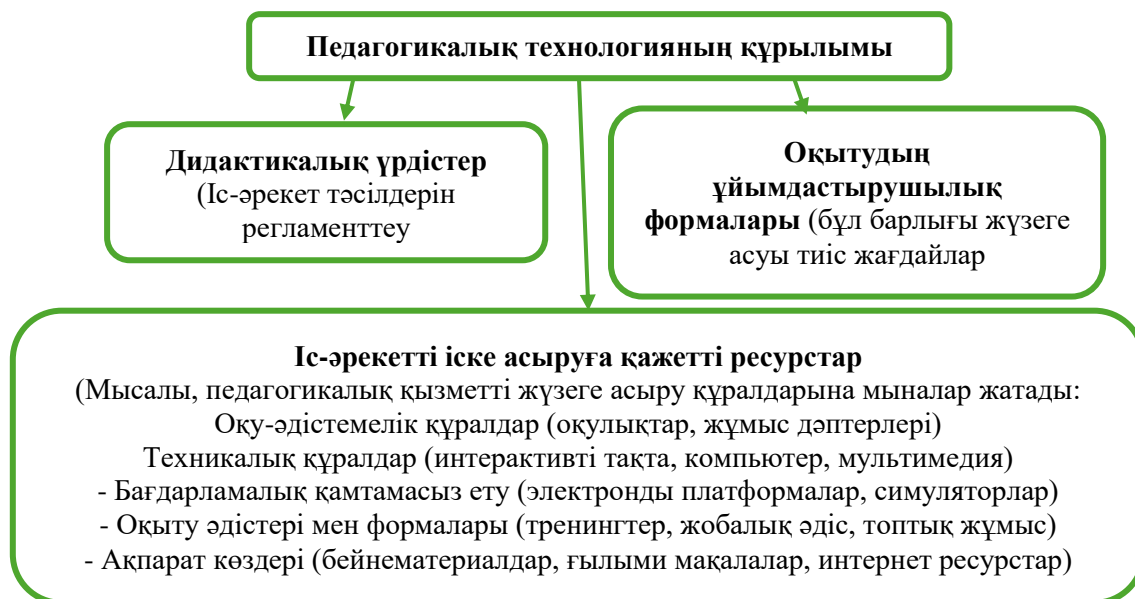 Педагогикалық технологияның құрылымы
Дидактикалық үрдістер
(Іс-әрекет тәсілдерін
регламенттеу
Оқытудың
ұйымдастырушылық
формалары (бұл барлығы жүзеге
асуы тиіс жағдайлар
Іс-әрекетті іске асыруға қажетті ресурстар
(Мысалы, педагогикалық қызметті жүзеге асыру құралдарына мыналар жатады:
Оқу-әдістемелік құралдар (оқулықтар, жұмыс дәптерлері)
Техникалық құралдар (интерактивті тақта, компьютер, мультимедия)
- Бағдарламалық қамтамасыз ету (электронды платформалар, симуляторлар)
- Оқыту әдістері мен формалары (тренингтер, жобалық әдіс, топтық жұмыс)
- Ақпарат көздері (бейнематериалдар, ғылыми мақалалар, интернет ресурстар)